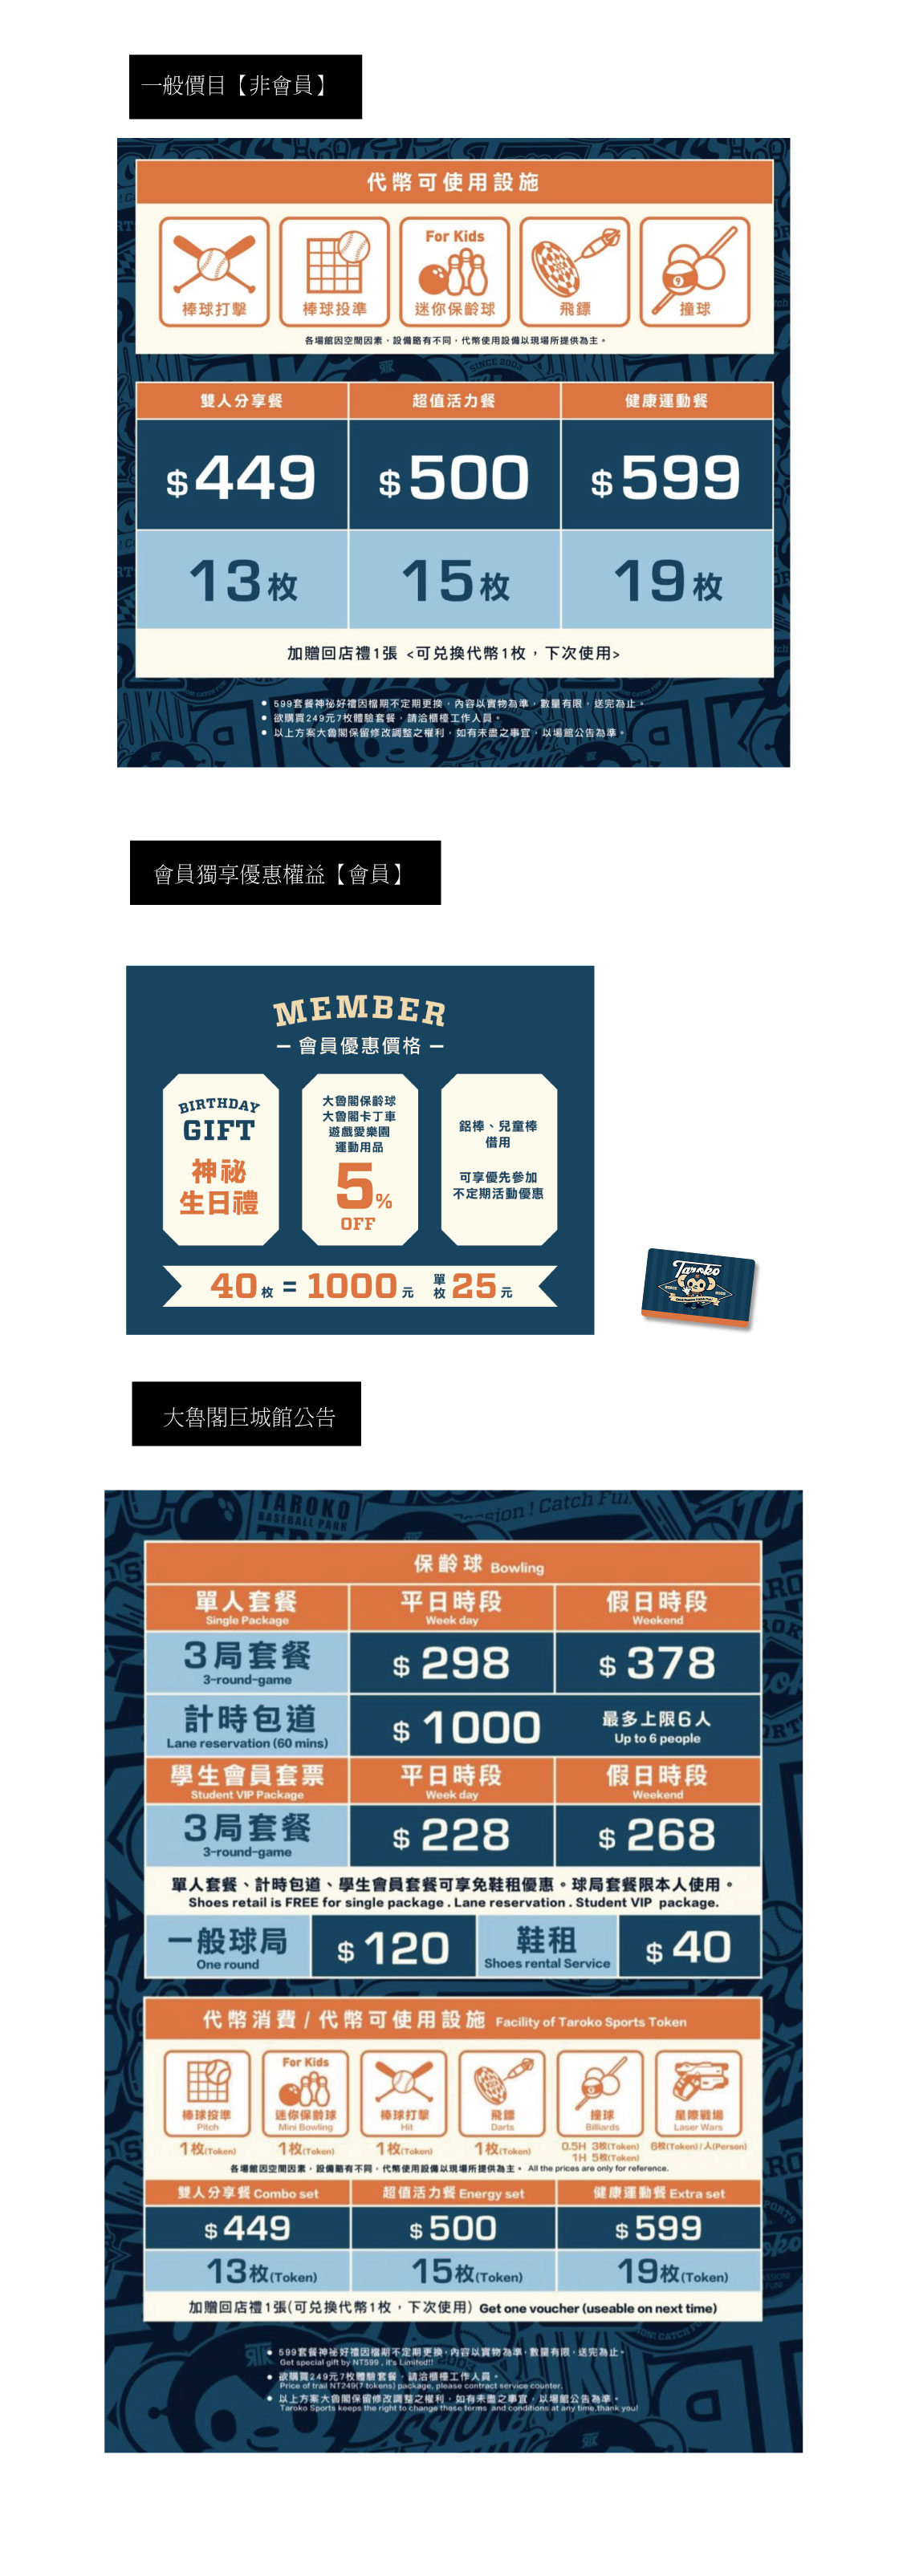 一般價目【非會員】
代幣可使用設施
For Kids
棒球打擊 棒球投準 迷你保齡球 飛鏢 撞球
各場館因空間因素，設備略有不同，代幣使用設備以現場所提供為主。
SINCE 2003
雙人分享餐 超值活力餐 健康運動餐
$449 $500 $599
13枚 15枚 19枚
加贈回店禮1張 <可兌換代幣1枚，下次使用>
● 599套餐神祕好禮因檔期不定期更換，內容以實物為準，數量有限，送完為止。
● 欲購買249元7枚體驗套餐，請洽櫃檯工作人員。
● 以上方案大魯閣保留修改調整之權利，如有未盡之事宜，以場館公告為準。
會員獨享優惠權益【會員】
MEMBER
— 會員優惠價格 —
BIRTHDAY
GIFT
神祕
生日禮
大魯閣保齡球
大魯閣卡丁車
遊戲愛樂園
運動用品
5%
OFF
鋁棒、兒童棒
借用
可享優先參加
不定期活動優惠
40枚 = 1000元 單枚 25元
Taroko
大魯閣巨城館公告
TAROKO
BASEBALL PARK
保齡球 Bowling
單人套餐 平日時段 假日時段
Single Package Week day Weekend
3局套餐 $ 298 $ 378
3-round-game
計時包道 $ 1000 最多上限6人
Lane reservation (60 mins) Up to 6 people
學生會員套票 平日時段 假日時段
Student VIP Package Week day Weekend
3局套餐 $ 228 $ 268
3-round-game
單人套餐、計時包道、學生會員套餐可享免鞋租優惠。球局套餐限本人使用。
Shoes retail is FREE for single package . Lane reservation . Student VIP package.
一般球局 $ 120 鞋租 $ 40
One round Shoes rental Service
代幣消費 / 代幣可使用設施 Facility of Taroko Sports Token
For Kids
棒球投準 迷你保齡球 棒球打擊 飛鏢 撞球 星際戰場
Pitch Mini Bowling Hit Darts Billiards Laser Wars
1枚(Token) 1枚(Token) 1枚(Token) 1枚(Token) 0.5H 3枚(Token) 6枚(Token) / 人(Person)
1H 5枚(Token)
各場館因空間因素，設備略有不同，代幣使用設備以現場所提供為主。 All the prices are only for reference.
雙人分享餐 Combo set 超值活力餐 Energy set 健康運動餐 Extra set
$ 449 $ 500 $ 599
13枚(Token) 15枚(Token) 19枚(Token)
加贈回店禮1張(可兌換代幣1枚，下次使用) Get one voucher (useable on next time)
● 599套餐神祕好禮因檔期不定期更換，內容以實物為準，數量有限，送完為止。
Get special gift by NT599 , it's Limited!!
● 欲購買249元7枚體驗套餐，請洽櫃檯工作人員。
Price of trail NT249(7 tokens) package, please contract service counter.
● 以上方案大魯閣保留修改調整之權利，如有未盡之事宜，以場館公告為準。
Taroko Sports keeps the right to change these terms and conditions at any time.thank you!